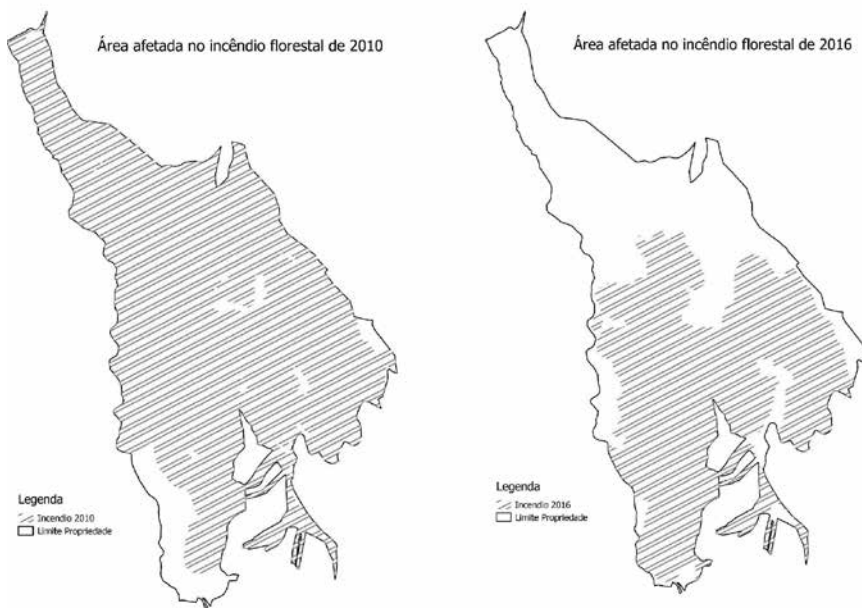 Área afetada no incêndio florestal de 2010
Legenda
Incendio 2010
Limite Propriedade
Área afetada no incêndio florestal de 2016
Legenda
Incendio 2016
Limite Propriedade